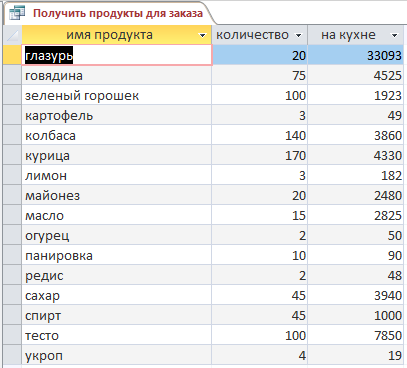 Получить продукты для заказа
имя продукта количество на кухне
глазурь 20 33093
говядина 75 4525
зеленый горошек 100 1923
картофель 3 49
колбаса 140 3860
курица 170 4330
лимон 3 182
майонез 20 2480
масло 15 2825
огурец 2 50
панировка 10 90
редис 2 48
сахар 45 3940
спирт 45 1000
тесто 100 7850
укроп 4 19